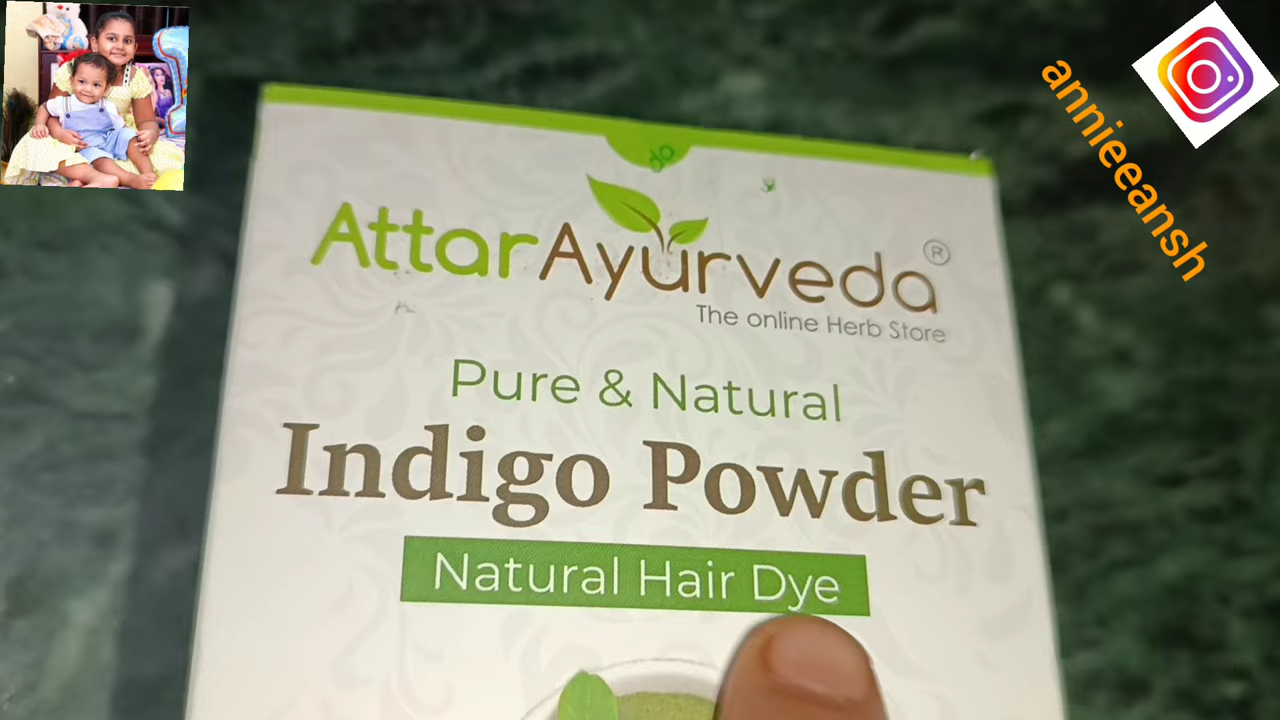 AttarAyurveda®
The online Herb Store
Pure & Natural
Indigo Powder
Natural Hair Dye
annieeansh